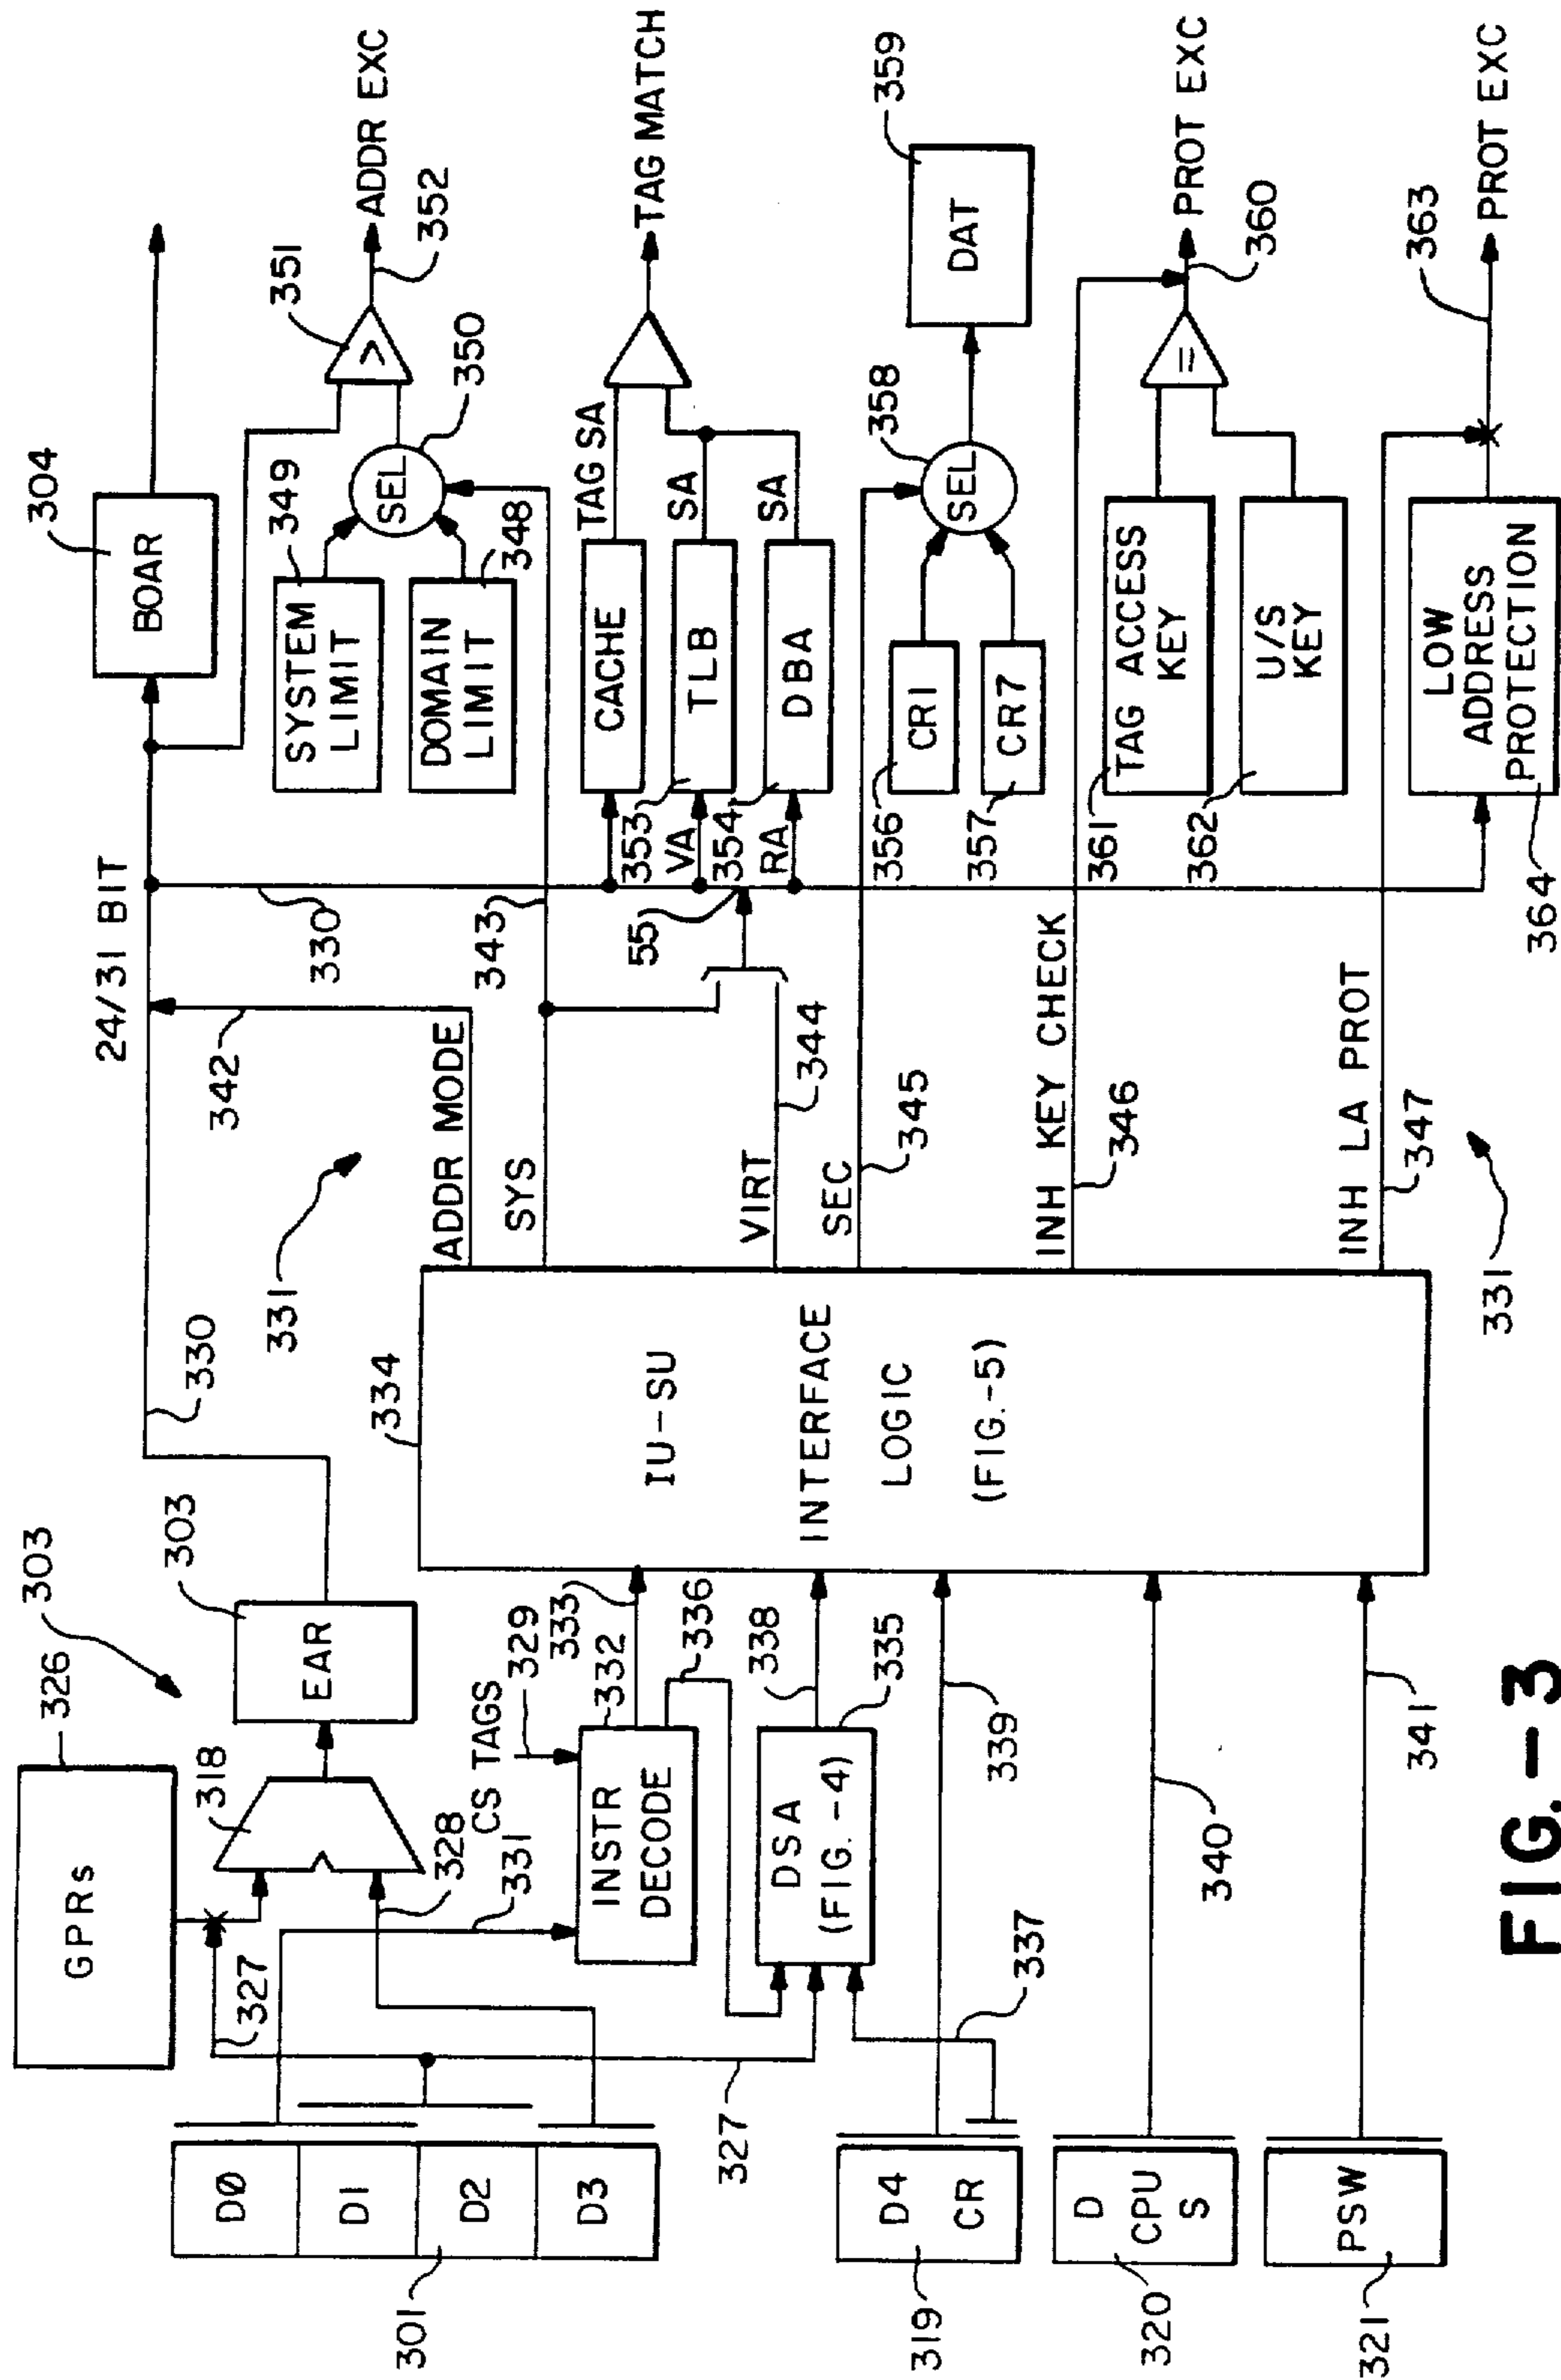 303
326
GPRs
318
303
EAR
330
24/31 BIT
304
BOAR
327
328
331
CS TAGS
329
332
333
336
INSTR
DECODE
338
335
DSA
(FIG.-4)
337
339
340
341
327
D0
D1
D2
D3
301
D4
CR
319
D
CPU
S
320
PSW
321
334
IU-SU
INTERFACE
LOGIC
(FIG.-5)
331
342
ADDR MODE
SYS
343
VIRT
344
SEC
345
INH KEY CHECK
346
INH LA PROT
347
331
330
55
SYSTEM
LIMIT
349
DOMAIN
LIMIT
348
SEL
350
>
351
352
ADDR EXC
CACHE
TAG SA
353
VA
TLB
SA
354
RA
DBA
SA
TAG MATCH
356
CR1
357
CR7
SEL
358
DAT
359
361
TAG ACCESS
KEY
362
U/S
KEY
=
360
PROT EXC
LOW
ADDRESS
PROTECTION
364
363
PROT EXC
FIG.-3